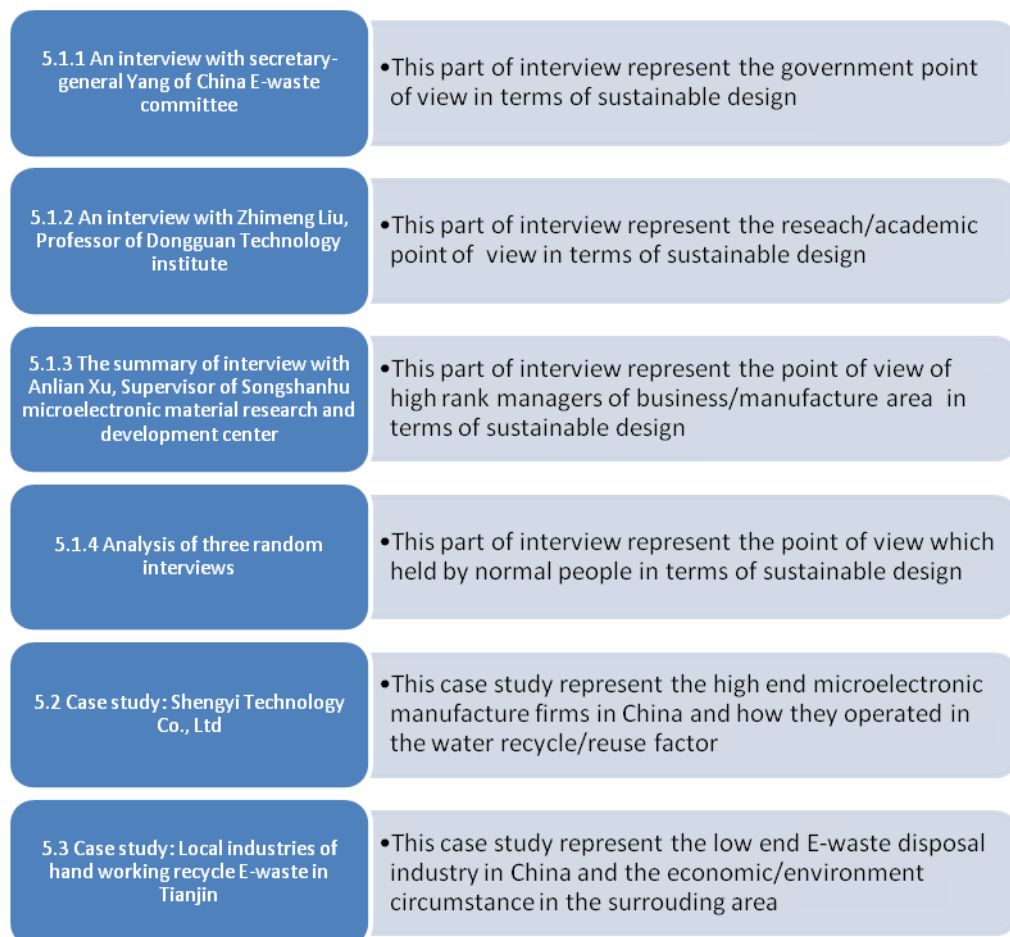 5.1.1 An interview with secretary-
general Yang of China E-waste
committee
•This part of interview represent the government point
of view in terms of sustainable design
5.1.2 An interview with Zhimeng Liu,
Professor of Dongguan Technology
institute
•This part of interview represent the reseach/academic
point of view in terms of sustainable design
5.1.3 The summary of interview with
Anlian Xu, Supervisor of Songshanhu
microelectronic material research and
development center
•This part of interview represent the point of view of
high rank managers of business/manufacture area in
terms of sustainable design
5.1.4 Analysis of three random
interviews
•This part of interview represent the point of view which
held by normal people in terms of sustainable design
5.2 Case study: Shengyi Technology
Co., Ltd
•This case study represent the high end microelectronic
manufacture firms in China and how they operated in
the water recycle/reuse factor
5.3 Case study: Local industries of
hand working recycle E-waste in
Tianjin
•This case study represent the low end E-waste disposal
industry in China and the economic/environment
circumstance in the surrouding area